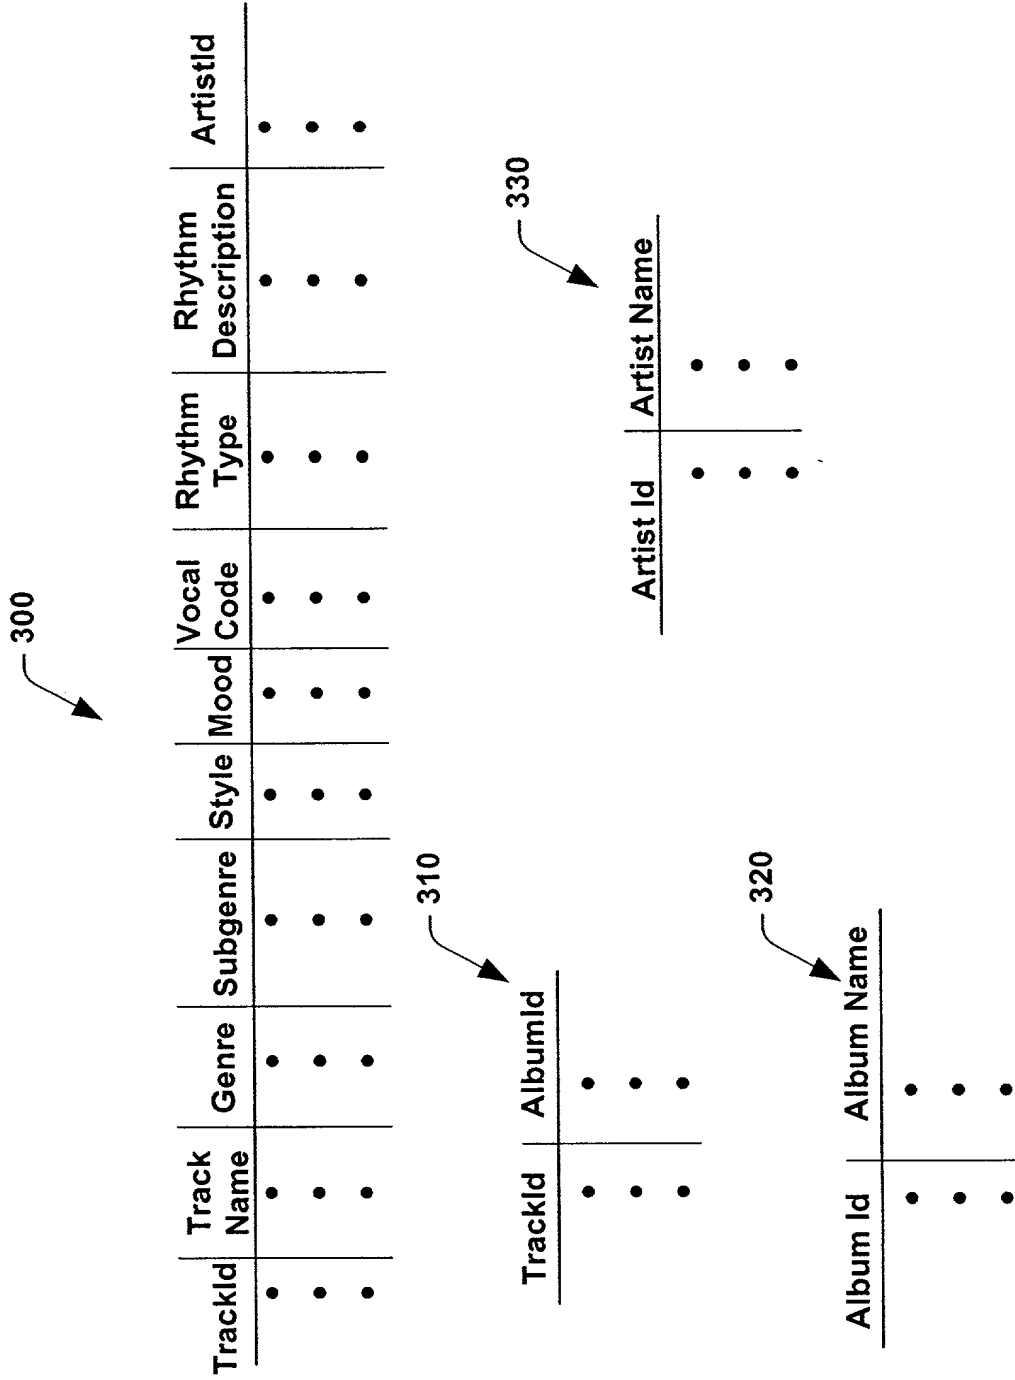 300
TrackId
Track
Name
Genre
Subgenre
Style
Mood
Vocal
Code
Rhythm
Type
Rhythm
Description
ArtistId
310
TrackId
AlbumId
320
Album Id
Album Name
330
Artist Id
Artist Name